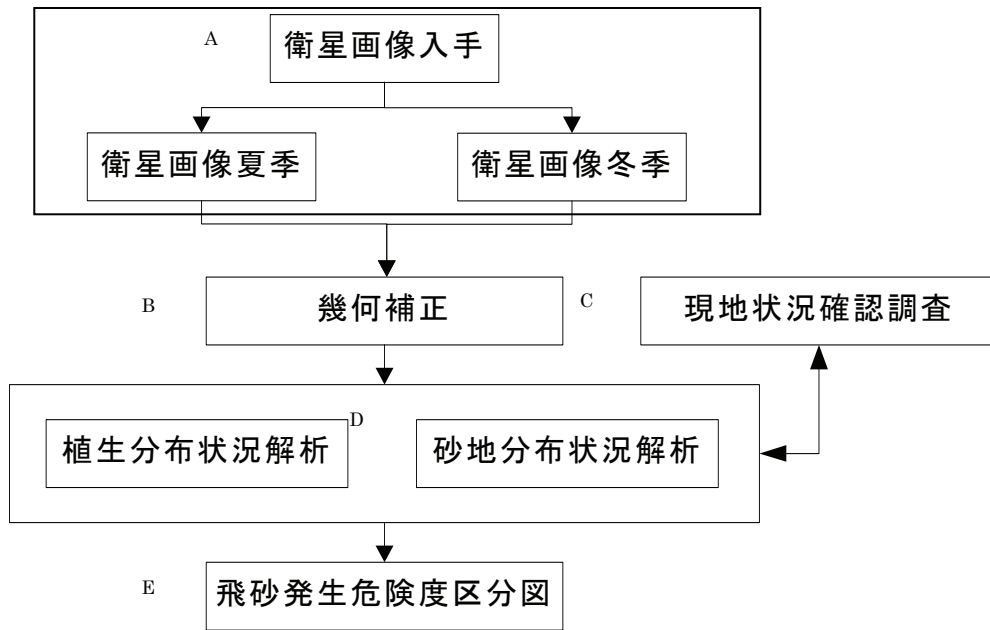 A
衛星画像入手
衛星画像夏季
衛星画像冬季
B
幾何補正
C
現地状況確認調査
D
植生分布状況解析
砂地分布状況解析
E
飛砂発生危険度区分図